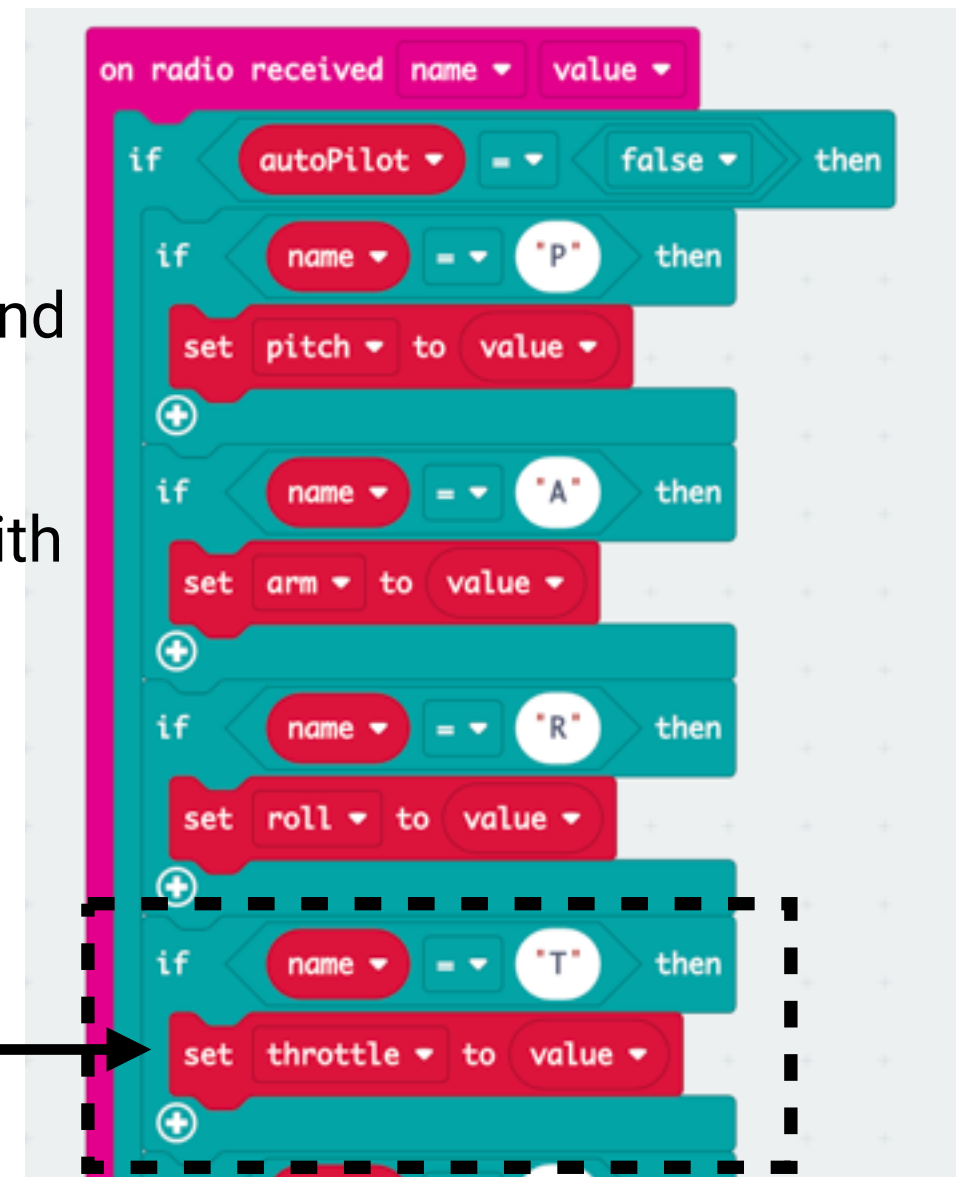 on radio received name value
if autoPilot = false then
if name = "P" then
nd
set pitch to value
if name = "A" then
ith
set arm to value
if name = "R" then
set roll to value
if name = "T" then
set throttle to value